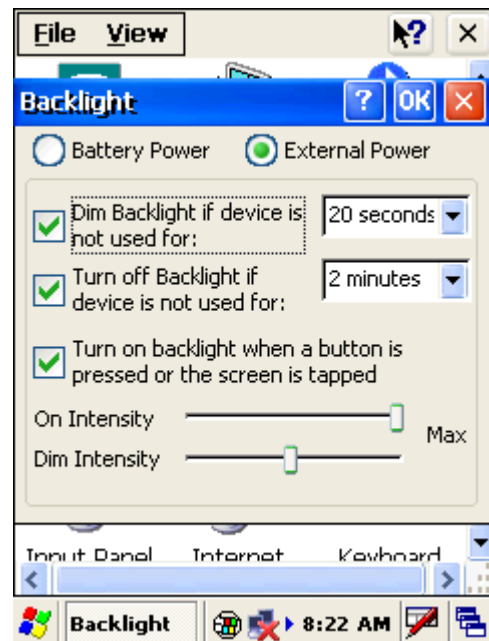 File View
Backlight ? OK
Battery Power External Power
Dim Backlight if device is not used for: 20 seconds
Turn off Backlight if device is not used for: 2 minutes
Turn on backlight when a button is
pressed or the screen is tapped
On Intensity
Max
Dim Intensity
Input Panel Internet Keyboard
Backlight 8:22 AM